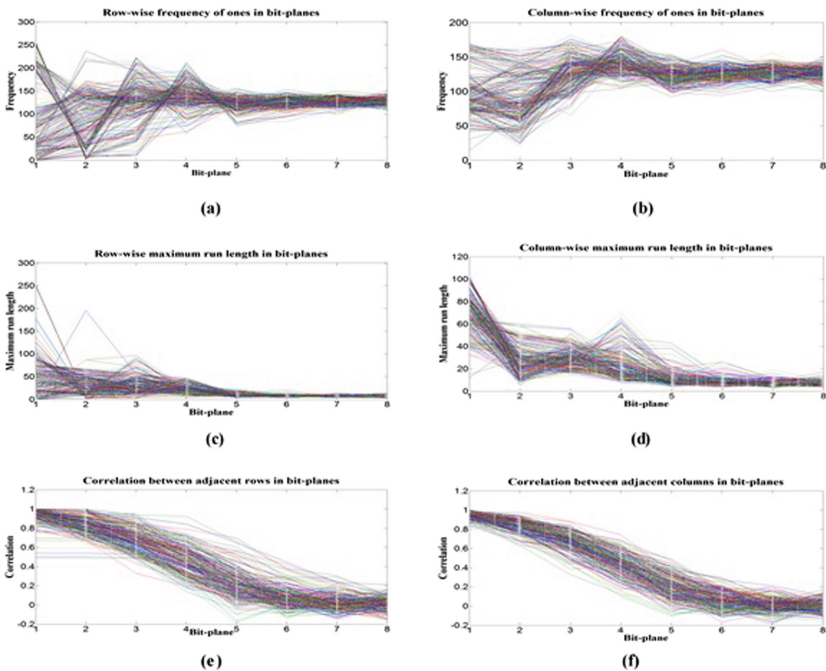 Row-wise frequency of ones in bit-planes
Frequency
300
250
200
150
100
50
0
1 2 3 4 5 6 7 8
Bit-plane
(a)
Column-wise frequency of ones in bit-planes
Frequency
200
150
100
50
0
1 2 3 4 5 6 7 8
Bit-plane
(b)
Row-wise maximum run length in bit-planes
Maximum run length
300
250
200
150
100
50
0
1 2 3 4 5 6 7 8
Bit-plane
(c)
Column-wise maximum run length in bit-planes
Maximum run length
120
100
80
60
40
20
0
1 2 3 4 5 6 7 8
Bit-plane
(d)
Correlation between adjacent rows in bit-planes
Correlation
1.2
1
0.8
0.6
0.4
0.2
0
-0.2
1 2 3 4 5 6 7 8
Bit-plane
(e)
Correlation between adjacent columns in bit-planes
Correlation
1.2
1
0.8
0.6
0.4
0.2
0
-0.2
1 2 3 4 5 6 7 8
Bit-plane
(f)